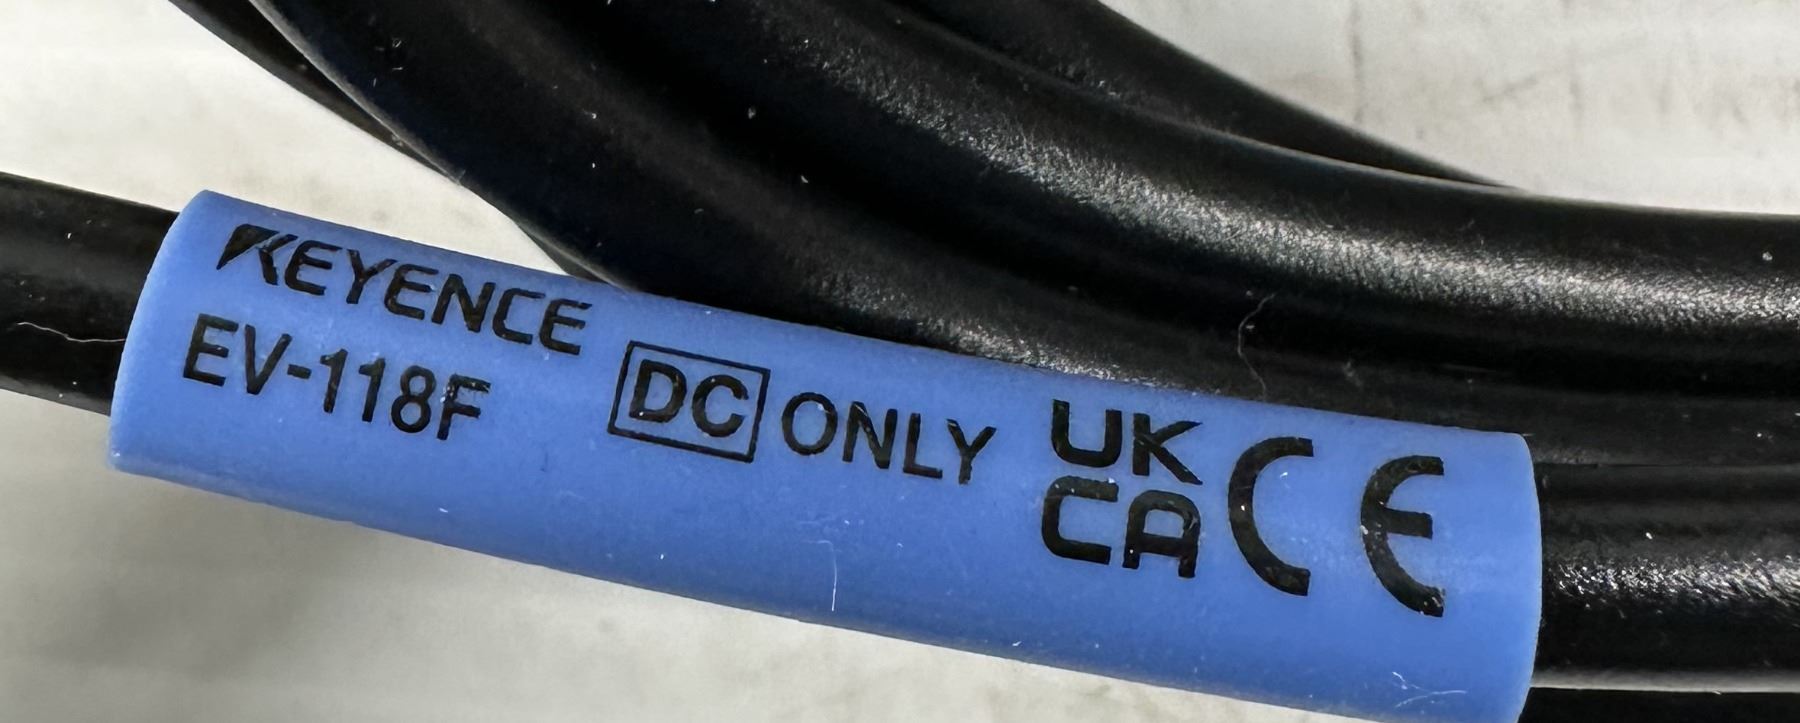 KEYENCE
EV-118F
DC ONLY
UK
CA
CE